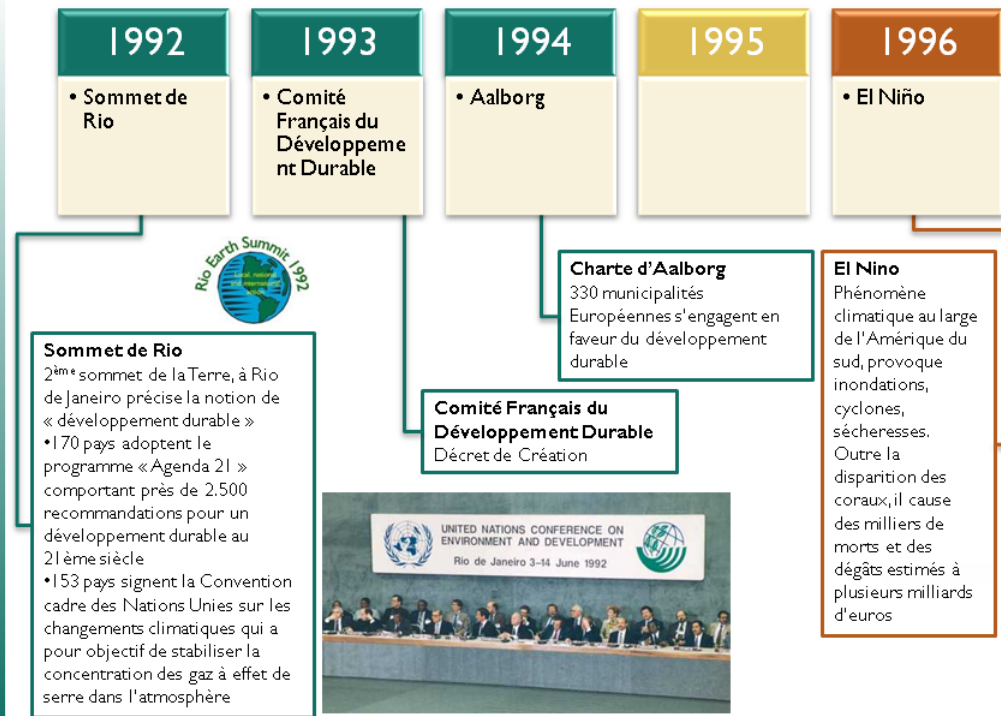 1992
• Sommet de
Rio
1993
• Comité
Français du
Développeme
nt Durable
1994
• Aalborg
1995
1996
• El Niño
Rio Earth Summit 1992
Local, national
and international
Sommet de Rio
2ème sommet de la Terre, à Rio
de Janeiro précise la notion de
« développement durable »
•170 pays adoptent le
programme « Agenda 21 »
comportant près de 2.500
recommandations pour un
développement durable au
21ème siècle
•153 pays signent la Convention
cadre des Nations Unies sur les
changements climatiques qui a
pour objectif de stabiliser la
concentration des gaz à effet de
serre dans l'atmosphère
Comité Français du
Développement Durable
Décret de Création
Charte d'Aalborg
330 municipalités
Européennes s'engagent en
faveur du développement
durable
El Nino
Phénomène
climatique au large
de l'Amérique du
sud, provoque
inondations,
cyclones,
sécheresses.
Outre la
disparition des
coraux, il cause
des milliers de
morts et des
dégâts estimés à
plusieurs milliards
d'euros
UNITED NATIONS CONFERENCE ON
ENVIRONMENT AND DEVELOPMENT
Rio de Janeiro 3–14 June 1992